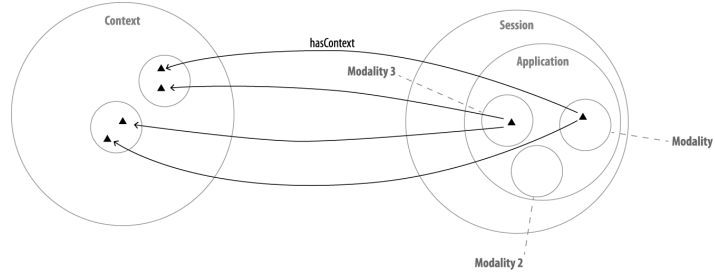 Context
Session
hasContext
Application
Modality 3
Modality
Modality 2